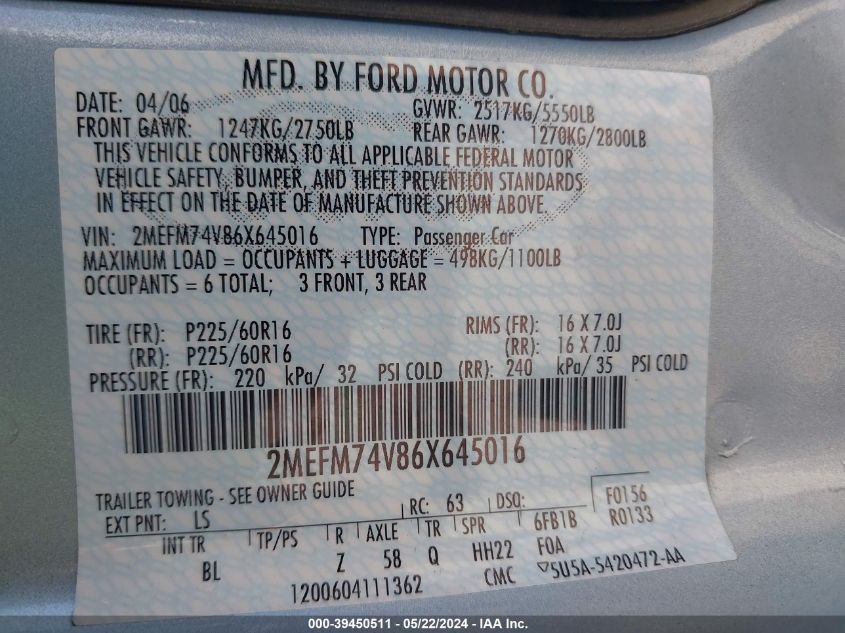 MFD. BY FORD MOTOR CO.
DATE: 04/06 GVWR: 2517KG/5550LB
FRONT GAWR: 1247KG/2750LB REAR GAWR: 1270KG/2800LB
THIS VEHICLE CONFORMS TO ALL APPLICABLE FEDERAL MOTOR
VEHICLE SAFETY, BUMPER, AND THEFT PREVENTION STANDARDS
IN EFFECT ON THE DATE OF MANUFACTURE SHOWN ABOVE.
VIN: 2MEFM74V86X645016 TYPE: Passenger Car
MAXIMUM LOAD = OCCUPANTS + LUGGAGE = 498KG/1100LB
OCCUPANTS = 6 TOTAL; 3 FRONT, 3 REAR
TIRE (FR): P225/60R16 RIMS (FR): 16 X 7.0J
(RR): P225/60R16 (RR): 16 X 7.0J
PRESSURE (FR): 220 kPa/ 32 PSI COLD (RR): 240 kPa/ 35 PSI COLD
2MEFM74V86X645016
TRAILER TOWING - SEE OWNER GUIDE
EXT PNT: LS RC: 63 DSO: F0156
INT TR TP/PS R AXLE TR SPR 6FB1B R0133
BL Z 58 Q HH22 FOA
1200604111362 CMC ▽5U5A-5420472-AA
000-39450511 - 05/22/2024 - IAA Inc.